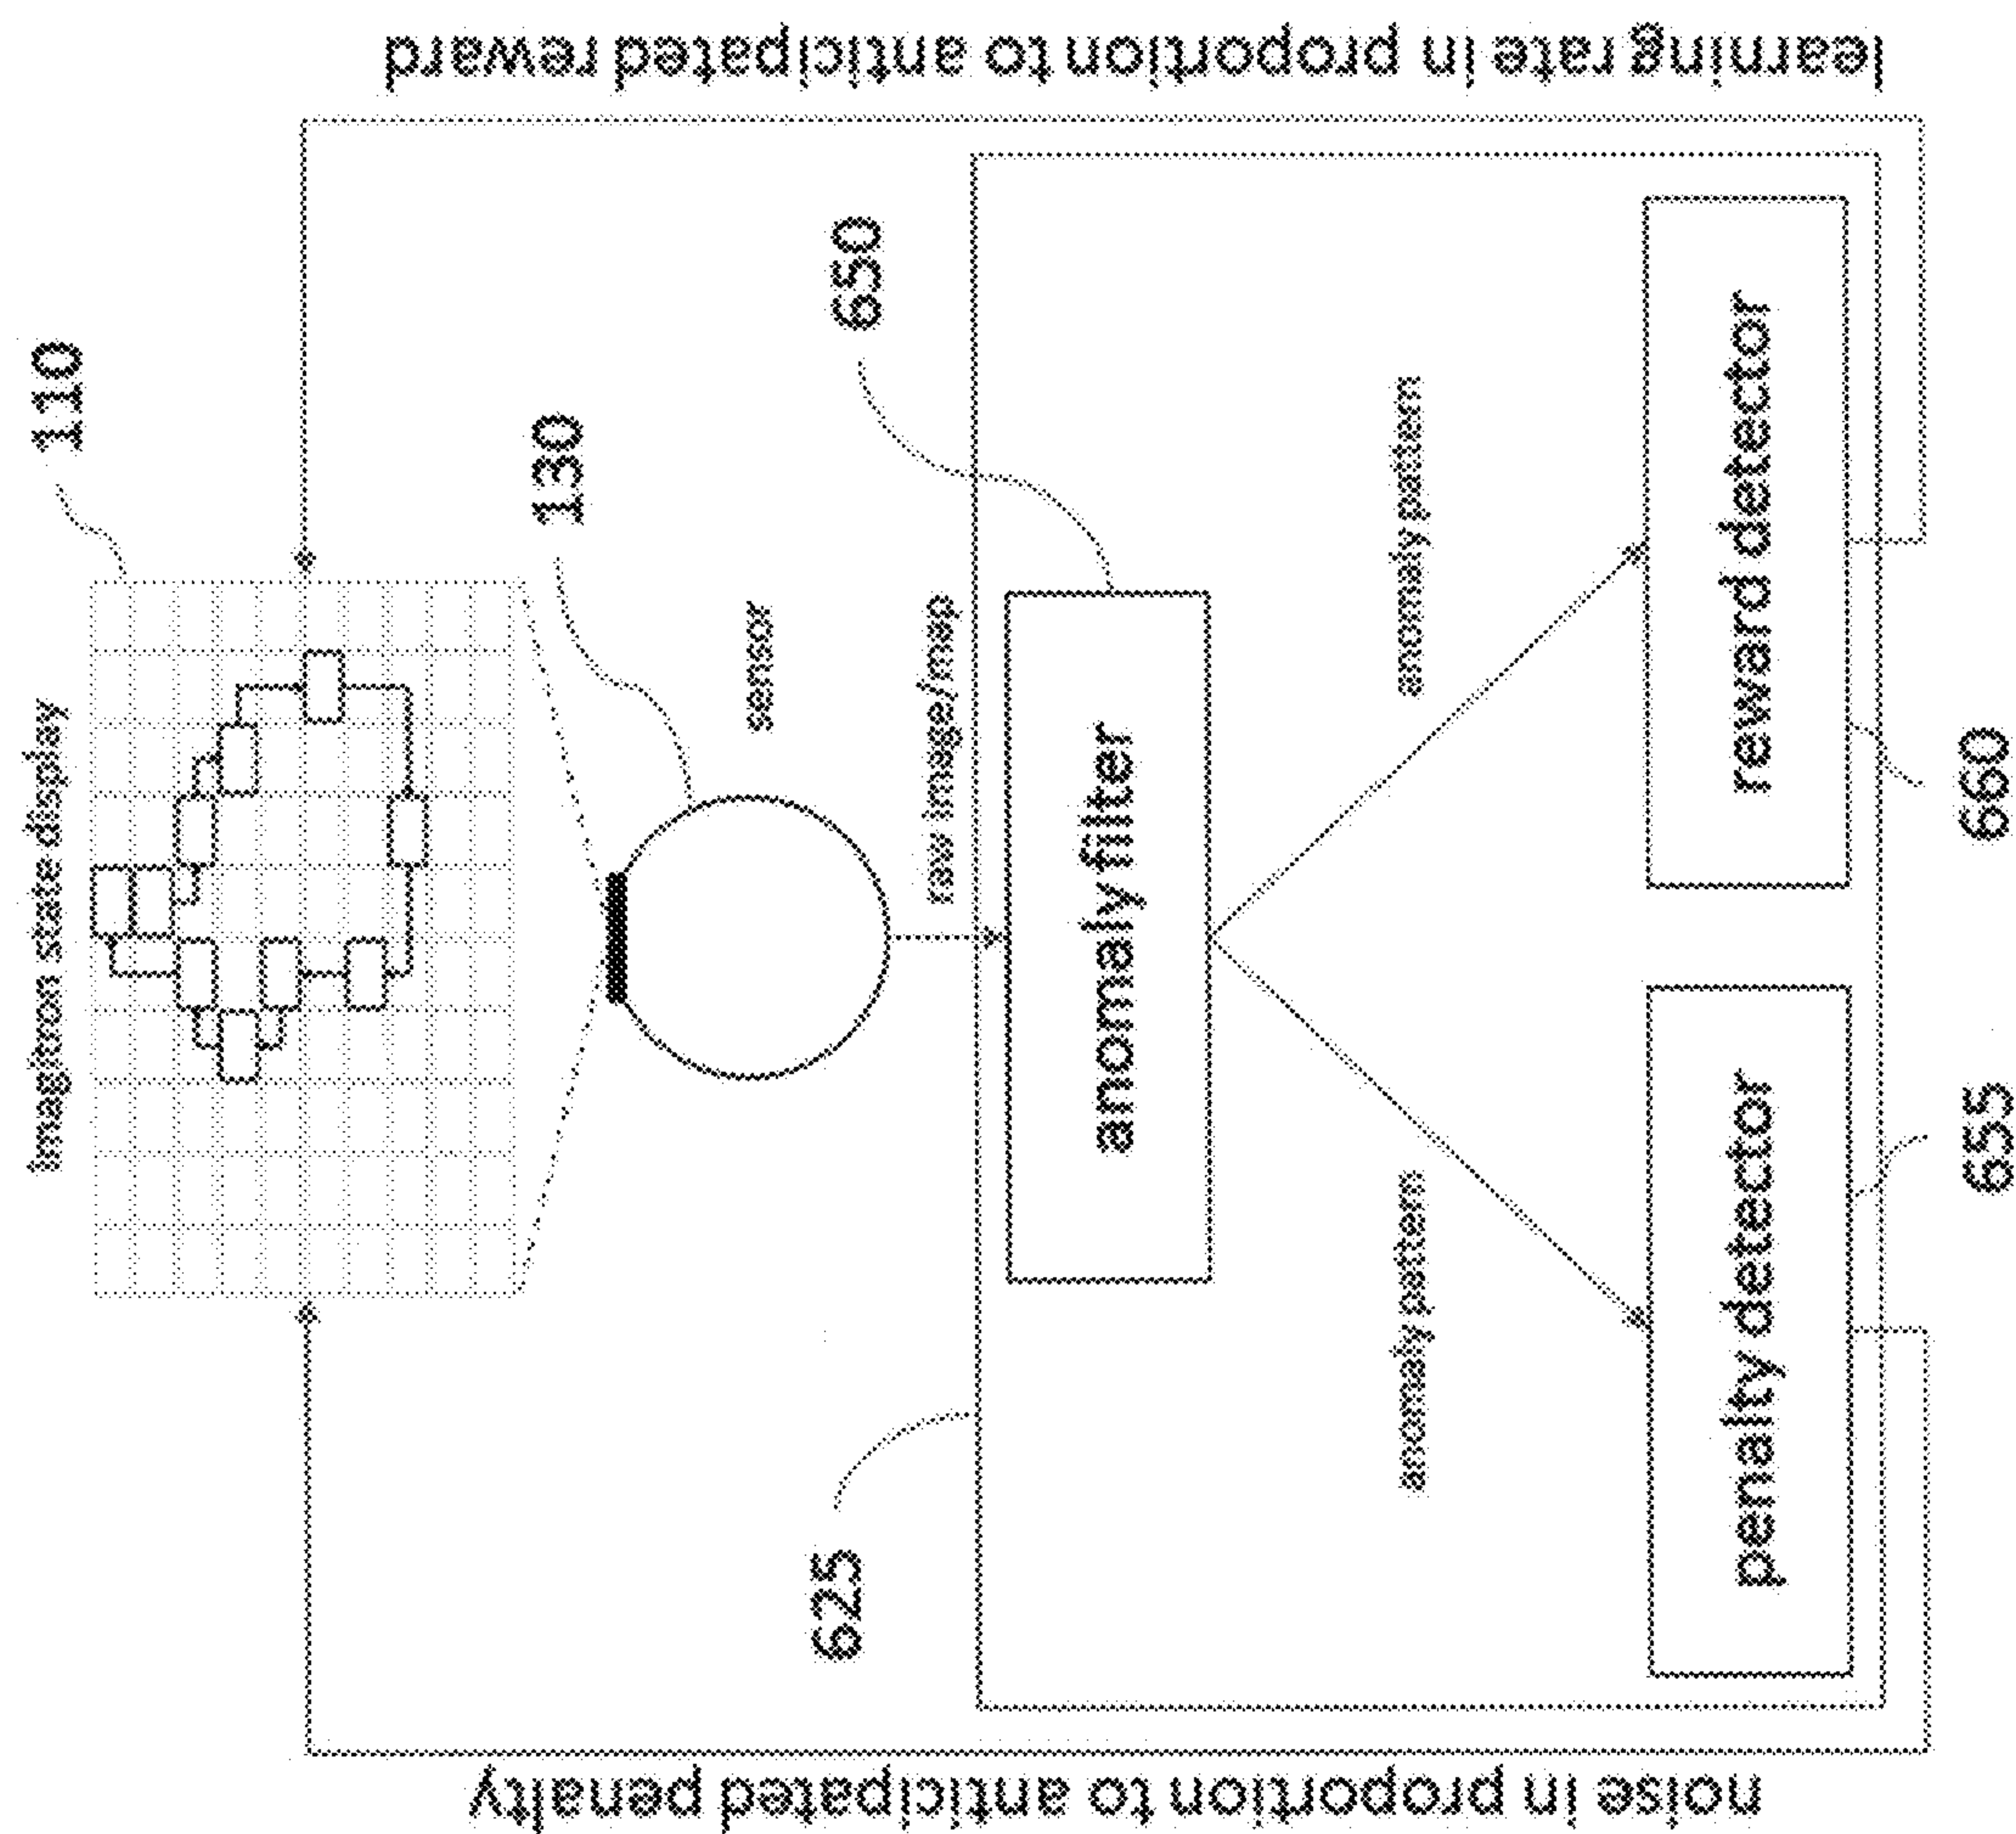 imagitron state display
110
130
sensor
625
650
raw image/map
anomaly filter
anomaly pattern
anomaly pattern
penalty detector
reward detector
655
660
noise in proportion to anticipated penalty
learning rate in proportion to anticipated reward